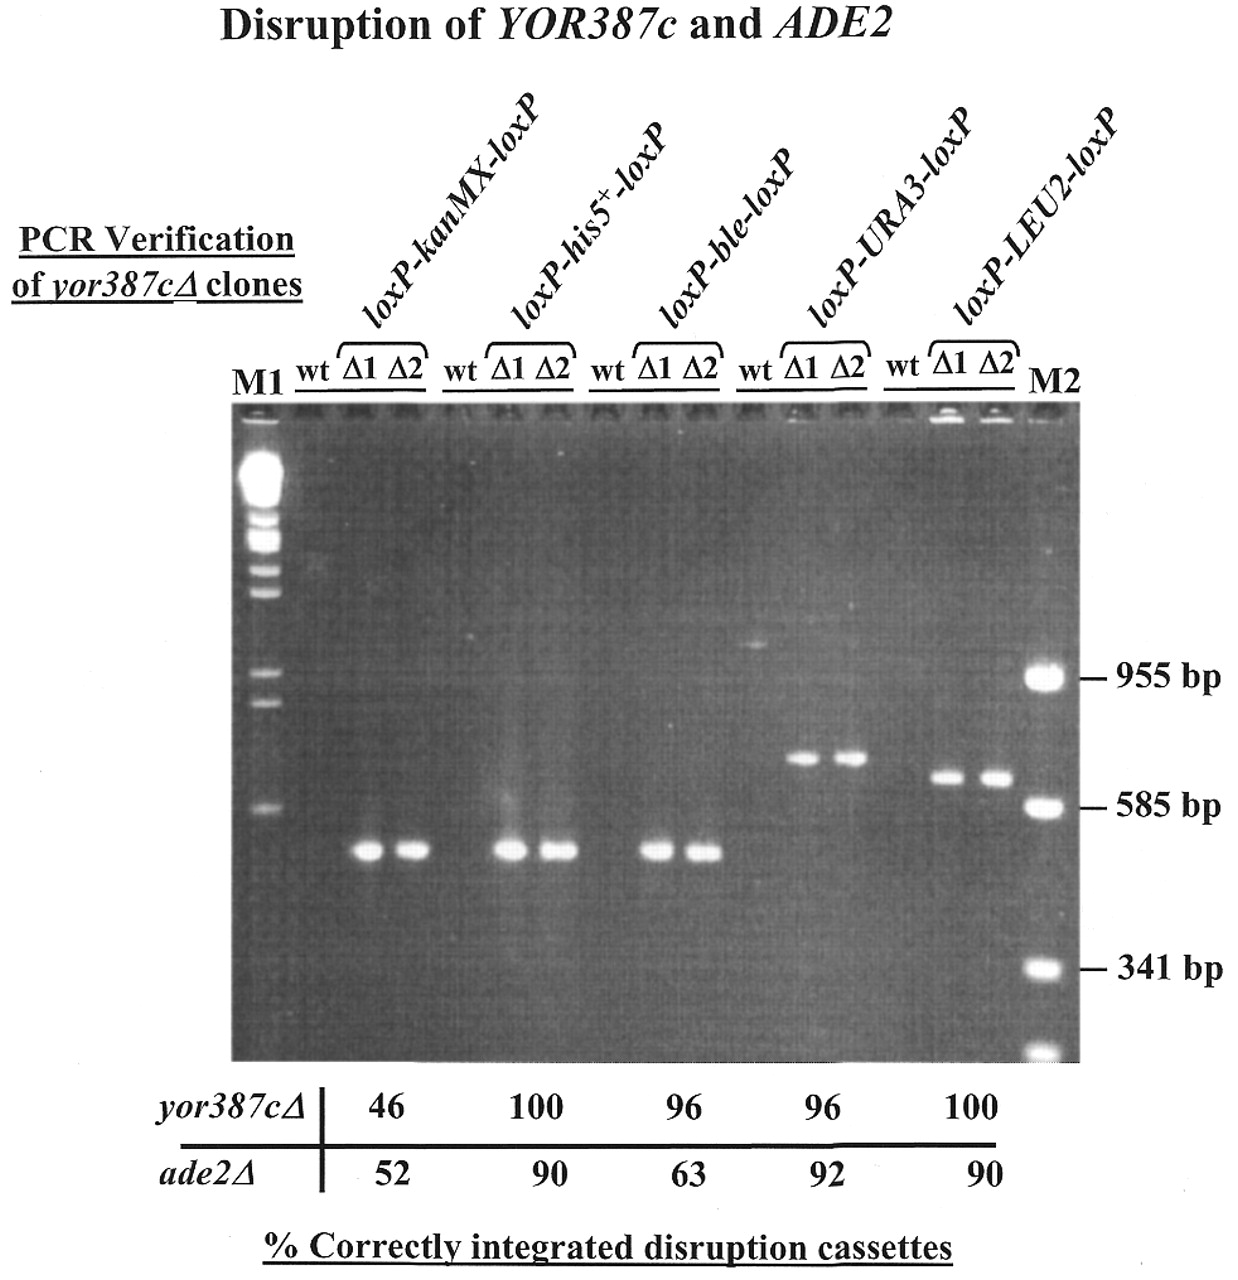 Disruption of YOR387c and ADE2
loxP-kanMX-loxP
loxP-his5+-loxP
loxP-ble-loxP
loxP-URA3-loxP
loxP-LEU2-loxP
PCR Verification
of yor387cΔ clones
M1 wt Δ1 Δ2 wt Δ1 Δ2 wt Δ1 Δ2 wt Δ1 Δ2 wt Δ1 Δ2 M2
955 bp
585 bp
341 bp
yor387cΔ 46 100 96 96 100
ade2Δ 52 90 63 92 90
% Correctly integrated disruption cassettes